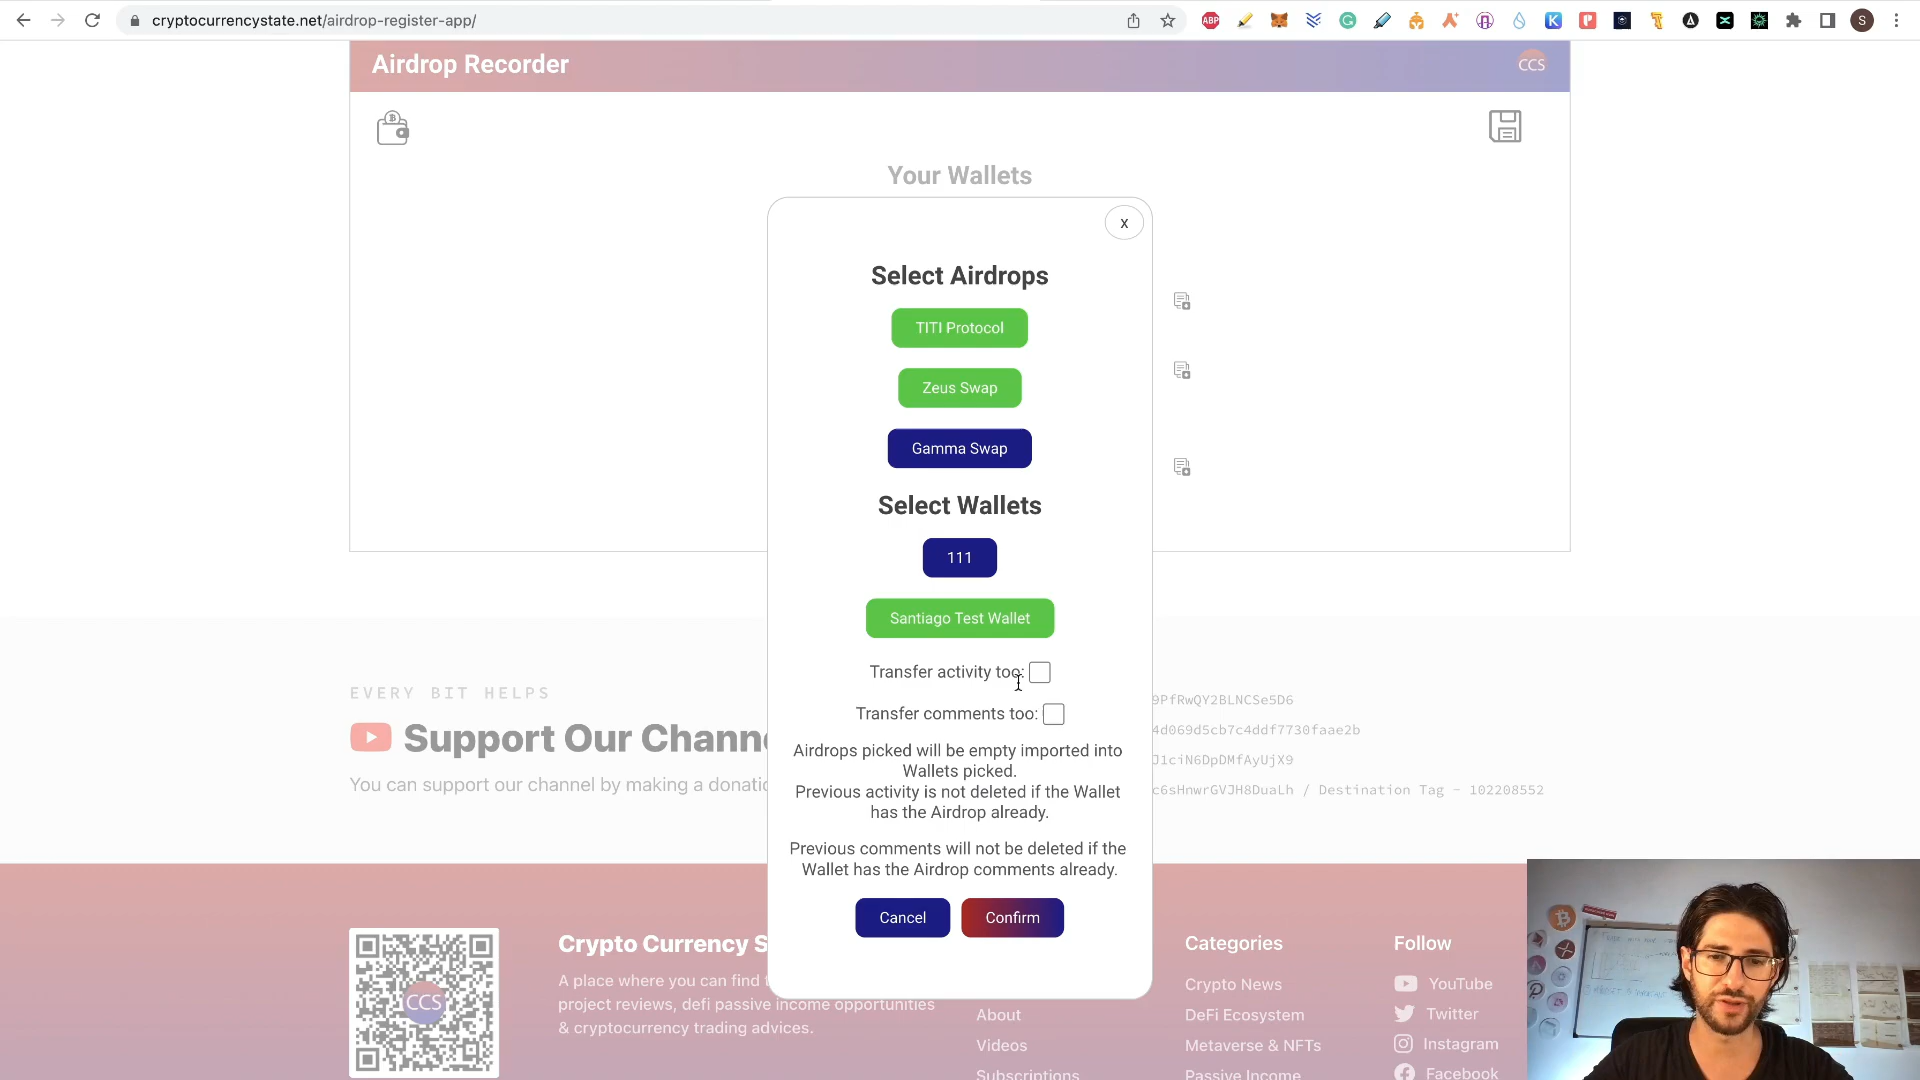 cryptocurrencystate.net/airdrop-register-app/
ABP
S
Airdrop Recorder
CCS
Your Wallets
x
Select Airdrops
TITI Protocol
Zeus Swap
Gamma Swap
Select Wallets
111
Santiago Test Wallet
Transfer activity too:
Transfer comments too:
Airdrops picked will be empty imported into
Wallets picked.
Previous activity is not deleted if the Wallet
has the Airdrop already.
Previous comments will not be deleted if the
Wallet has the Airdrop comments already.
Cancel
Confirm
EVERY BIT HELPS
Support Our Chann
You can support our channel by making a donatio
9PfRwQY2BLNCSe5D6
4d069d5cb7c4ddf7730faae2b
J1ciN6DpDMfAyUjX9
c6sHnwrGVJH8DuaLh / Destination Tag - 102208552
CCS
Crypto Currency S
A place where you can find t
project reviews, defi passive income opportunities
& cryptocurrency trading advices.
About
Videos
Subscriptions
Categories
Crypto News
DeFi Ecosystem
Metaverse & NFTs
Passive Income
Follow
YouTube
Twitter
Instagram
Facebook